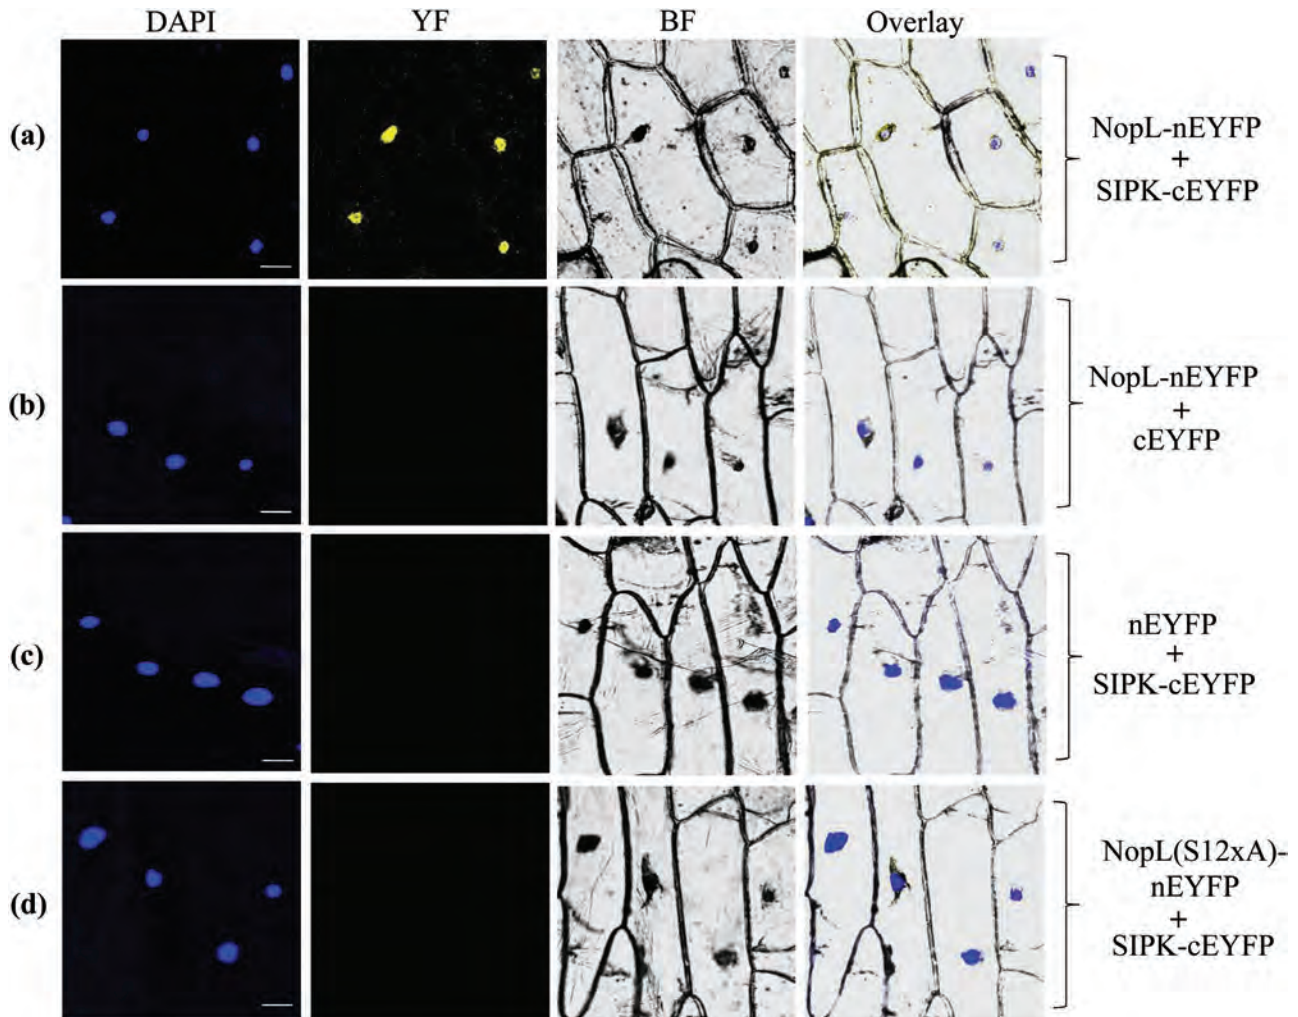 DAPI YF BF Overlay
(a)
NopL-nEYFP
+
SIPK-cEYFP
(b)
NopL-nEYFP
+
cEYFP
(c)
nEYFP
+
SIPK-cEYFP
(d)
NopL(S12xA)-
nEYFP
+
SIPK-cEYFP